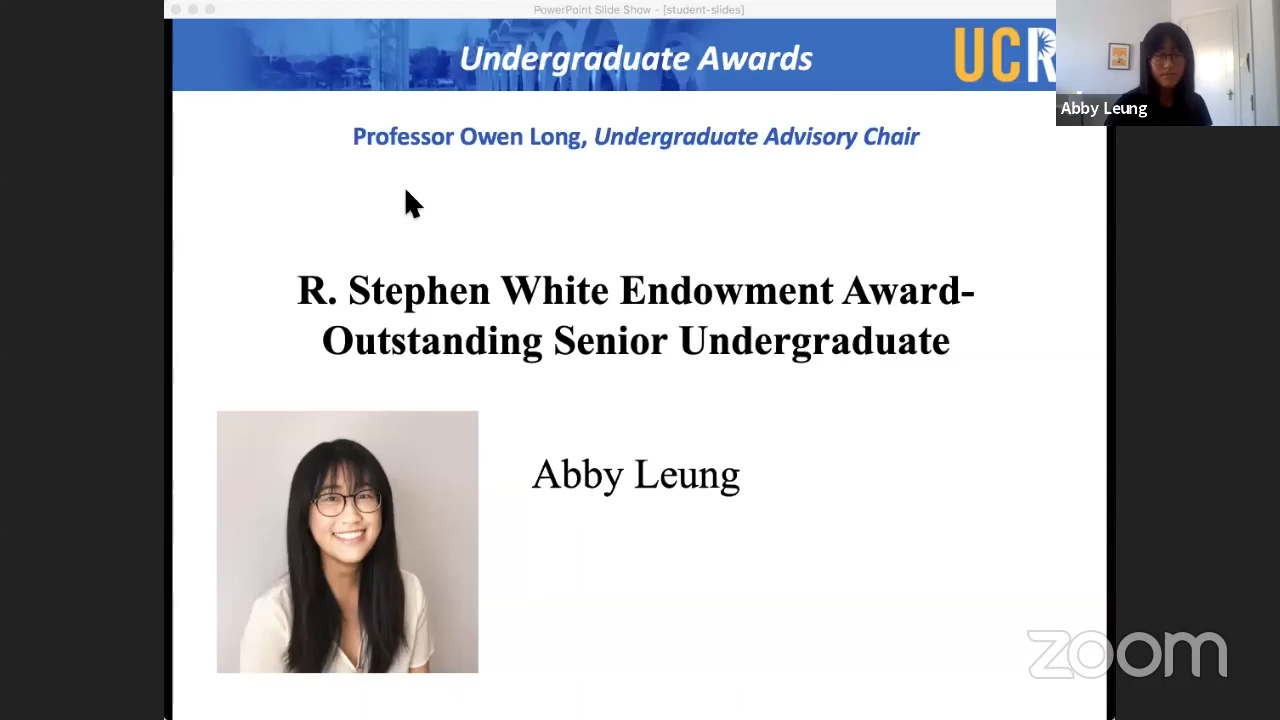 PowerPoint Slide Show - [student-slides]
Undergraduate Awards
UCR
Abby Leung
Professor Owen Long, Undergraduate Advisory Chair
R. Stephen White Endowment Award-
Outstanding Senior Undergraduate
Abby Leung
zoom